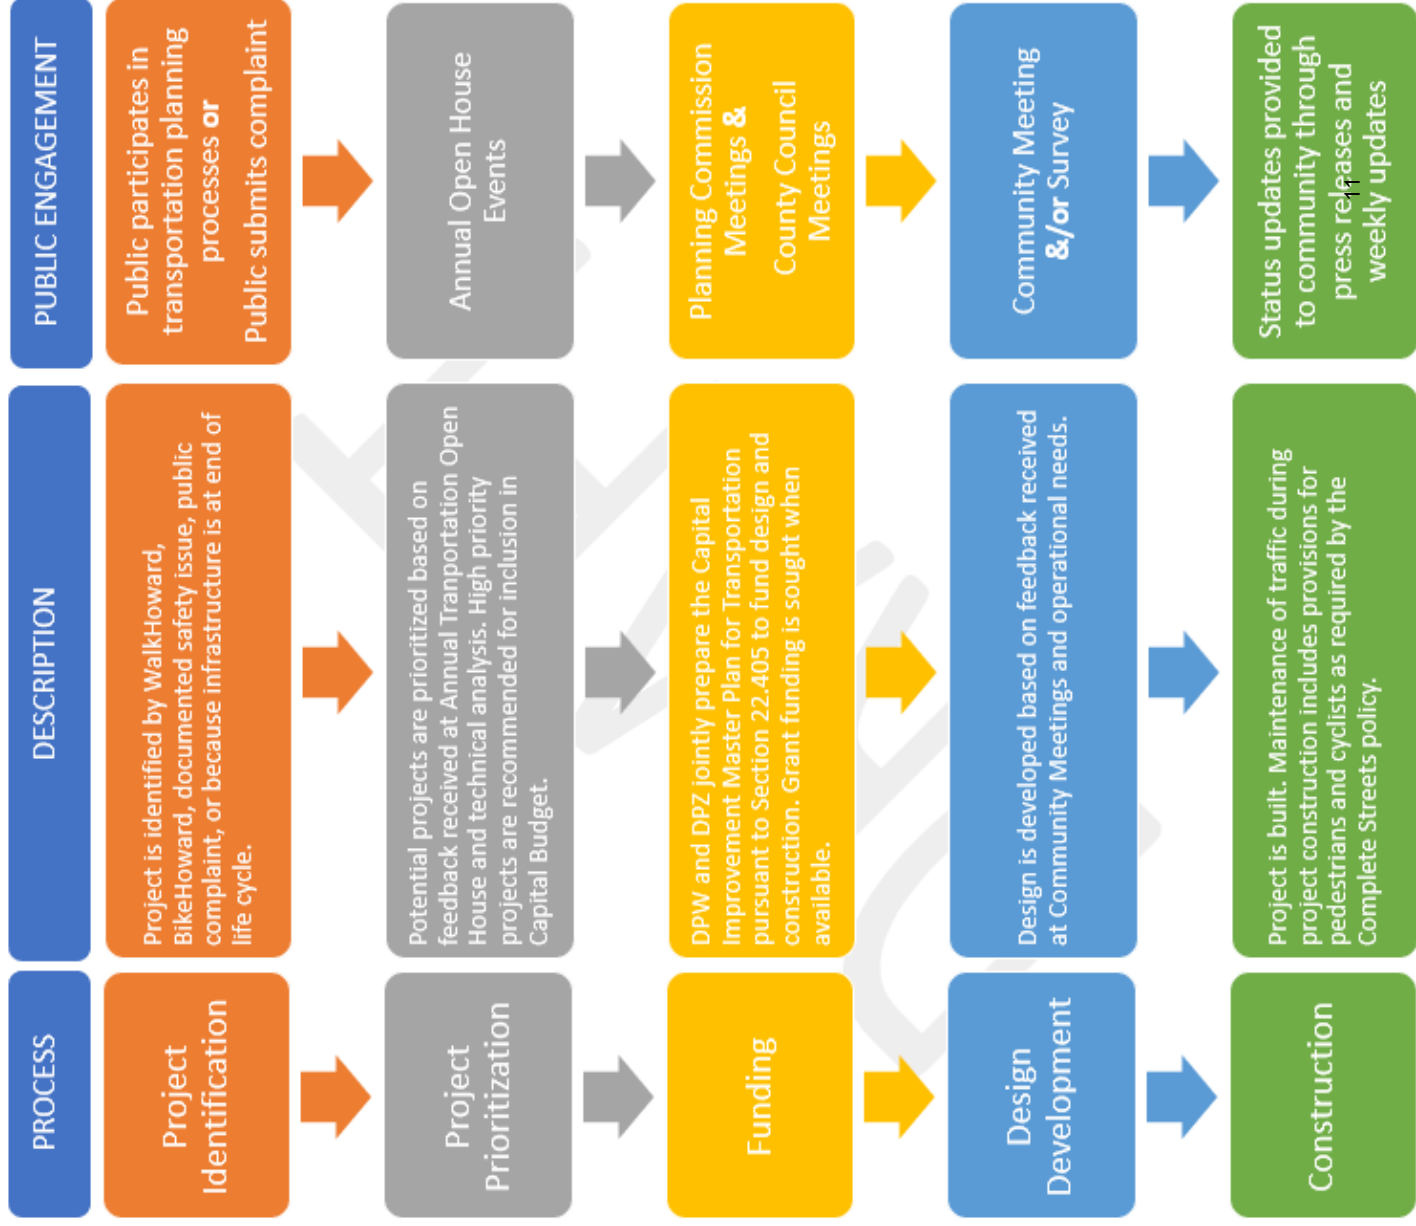 PROCESS
DESCRIPTION
PUBLIC ENGAGEMENT
Project
Identification
Project is identified by WalkHoward,
BikeHoward, documented safety issue, public
complaint, or because infrastructure is at end of
life cycle.
Public participates in
transportation planning
processes or
Public submits complaint
Project
Prioritization
Potential projects are prioritized based on
feedback received at Annual Tranportation Open
House and technical analysis. High priority
projects are recommended for inclusion in
Capital Budget.
Annual Open House
Events
Funding
DPW and DPZ jointly prepare the Capital
Improvement Master Plan for Transportation
pursuant to Section 22.405 to fund design and
construction. Grant funding is sought when
available.
Planning Commission
Meetings &
County Council
Meetings
Design
Development
Design is developed based on feedback received
at Community Meetings and operational needs.
Community Meeting
&/or Survey
Construction
Project is built. Maintenance of traffic during
project construction includes provisions for
pedestrians and cyclists as required by the
Complete Streets policy.
Status updates provided
to community through
press releases and
weekly updates
11